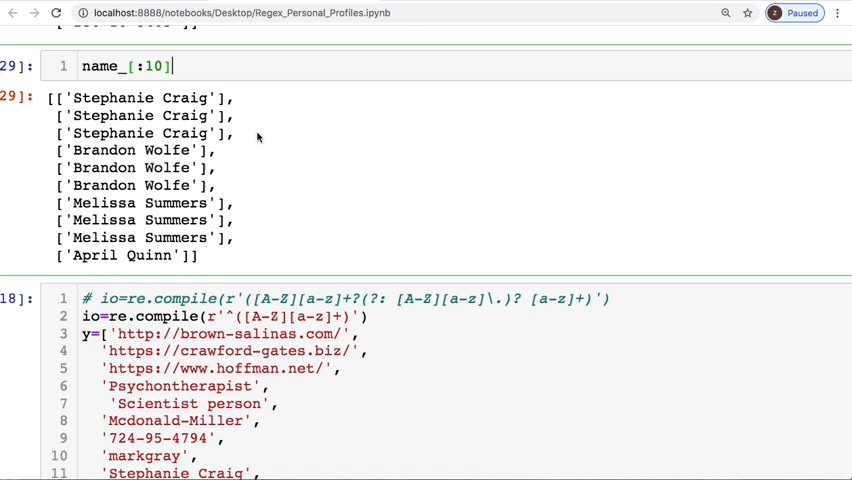 localhost:8888/notebooks/Desktop/Regex_Personal_Profiles.ipynb
Z Paused
29]: 1 name_[:10]
29]: [['Stephanie Craig'],
['Stephanie Craig'],
['Stephanie Craig'],
['Brandon Wolfe'],
['Brandon Wolfe'],
['Brandon Wolfe'],
['Melissa Summers'],
['Melissa Summers'],
['Melissa Summers'],
['April Quinn']]
18]: 1 # io=re.compile(r'([A-Z][a-z]+?(?: [A-Z][a-z]\.)? [a-z]+)')
2 io=re.compile(r'^([A-Z][a-z]+)')
3 y=['http://brown-salinas.com/',
4 'https://crawford-gates.biz/',
5 'https://www.hoffman.net/',
6 'Psychontherapist',
7 'Scientist person',
8 'Mcdonald-Miller',
9 '724-95-4794',
10 'markgray',
11 'Stephanie Craig',